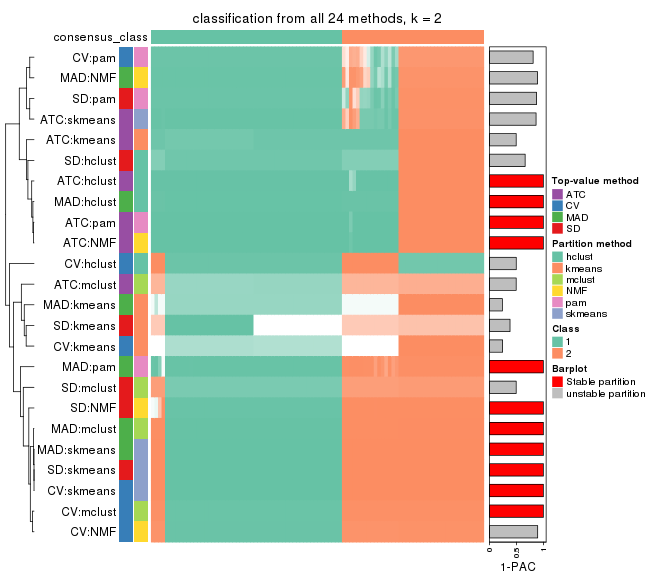 classification from all 24 methods, k = 2
consensus_class
CV:pam
MAD:NMF
SD:pam
ATC:skmeans
ATC:kmeans
SD:hclust
ATC:hclust
MAD:hclust
ATC:pam
ATC:NMF
CV:hclust
ATC:mclust
MAD:kmeans
SD:kmeans
CV:kmeans
MAD:pam
SD:mclust
SD:NMF
MAD:mclust
MAD:skmeans
SD:skmeans
CV:skmeans
CV:mclust
CV:NMF
0 0.5 1
1-PAC
Top-value method
ATC
CV
MAD
SD
Partition method
hclust
kmeans
mclust
NMF
pam
skmeans
Class
1
2
Barplot
Stable partition
unstable partition